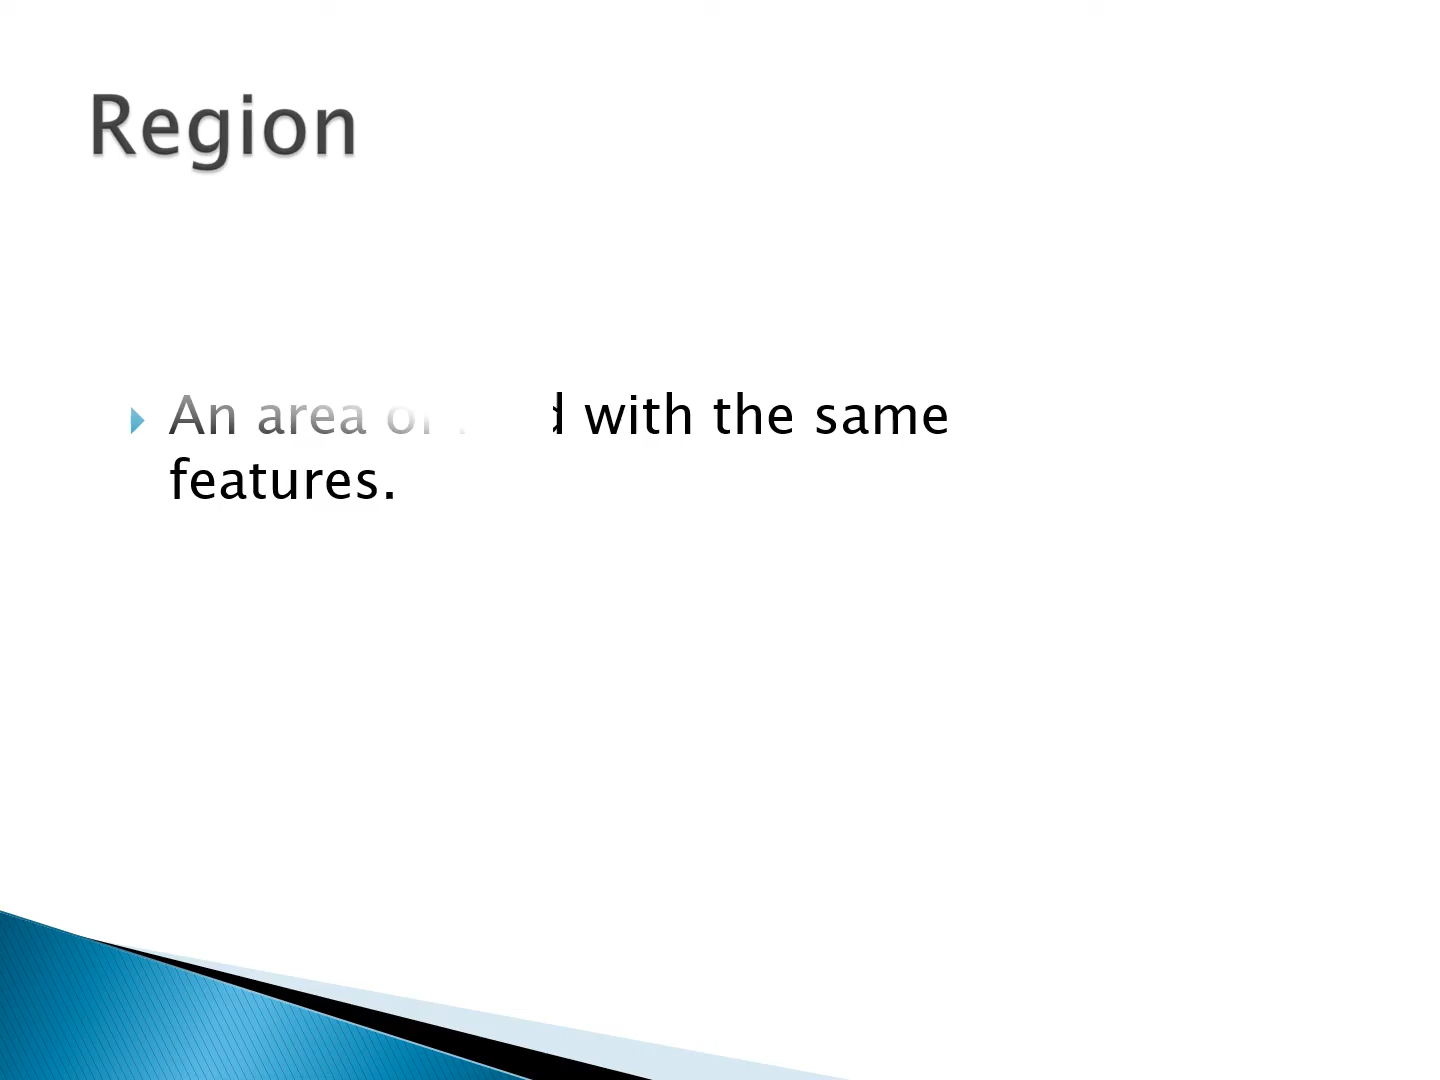 Region
An area of with the same
features.